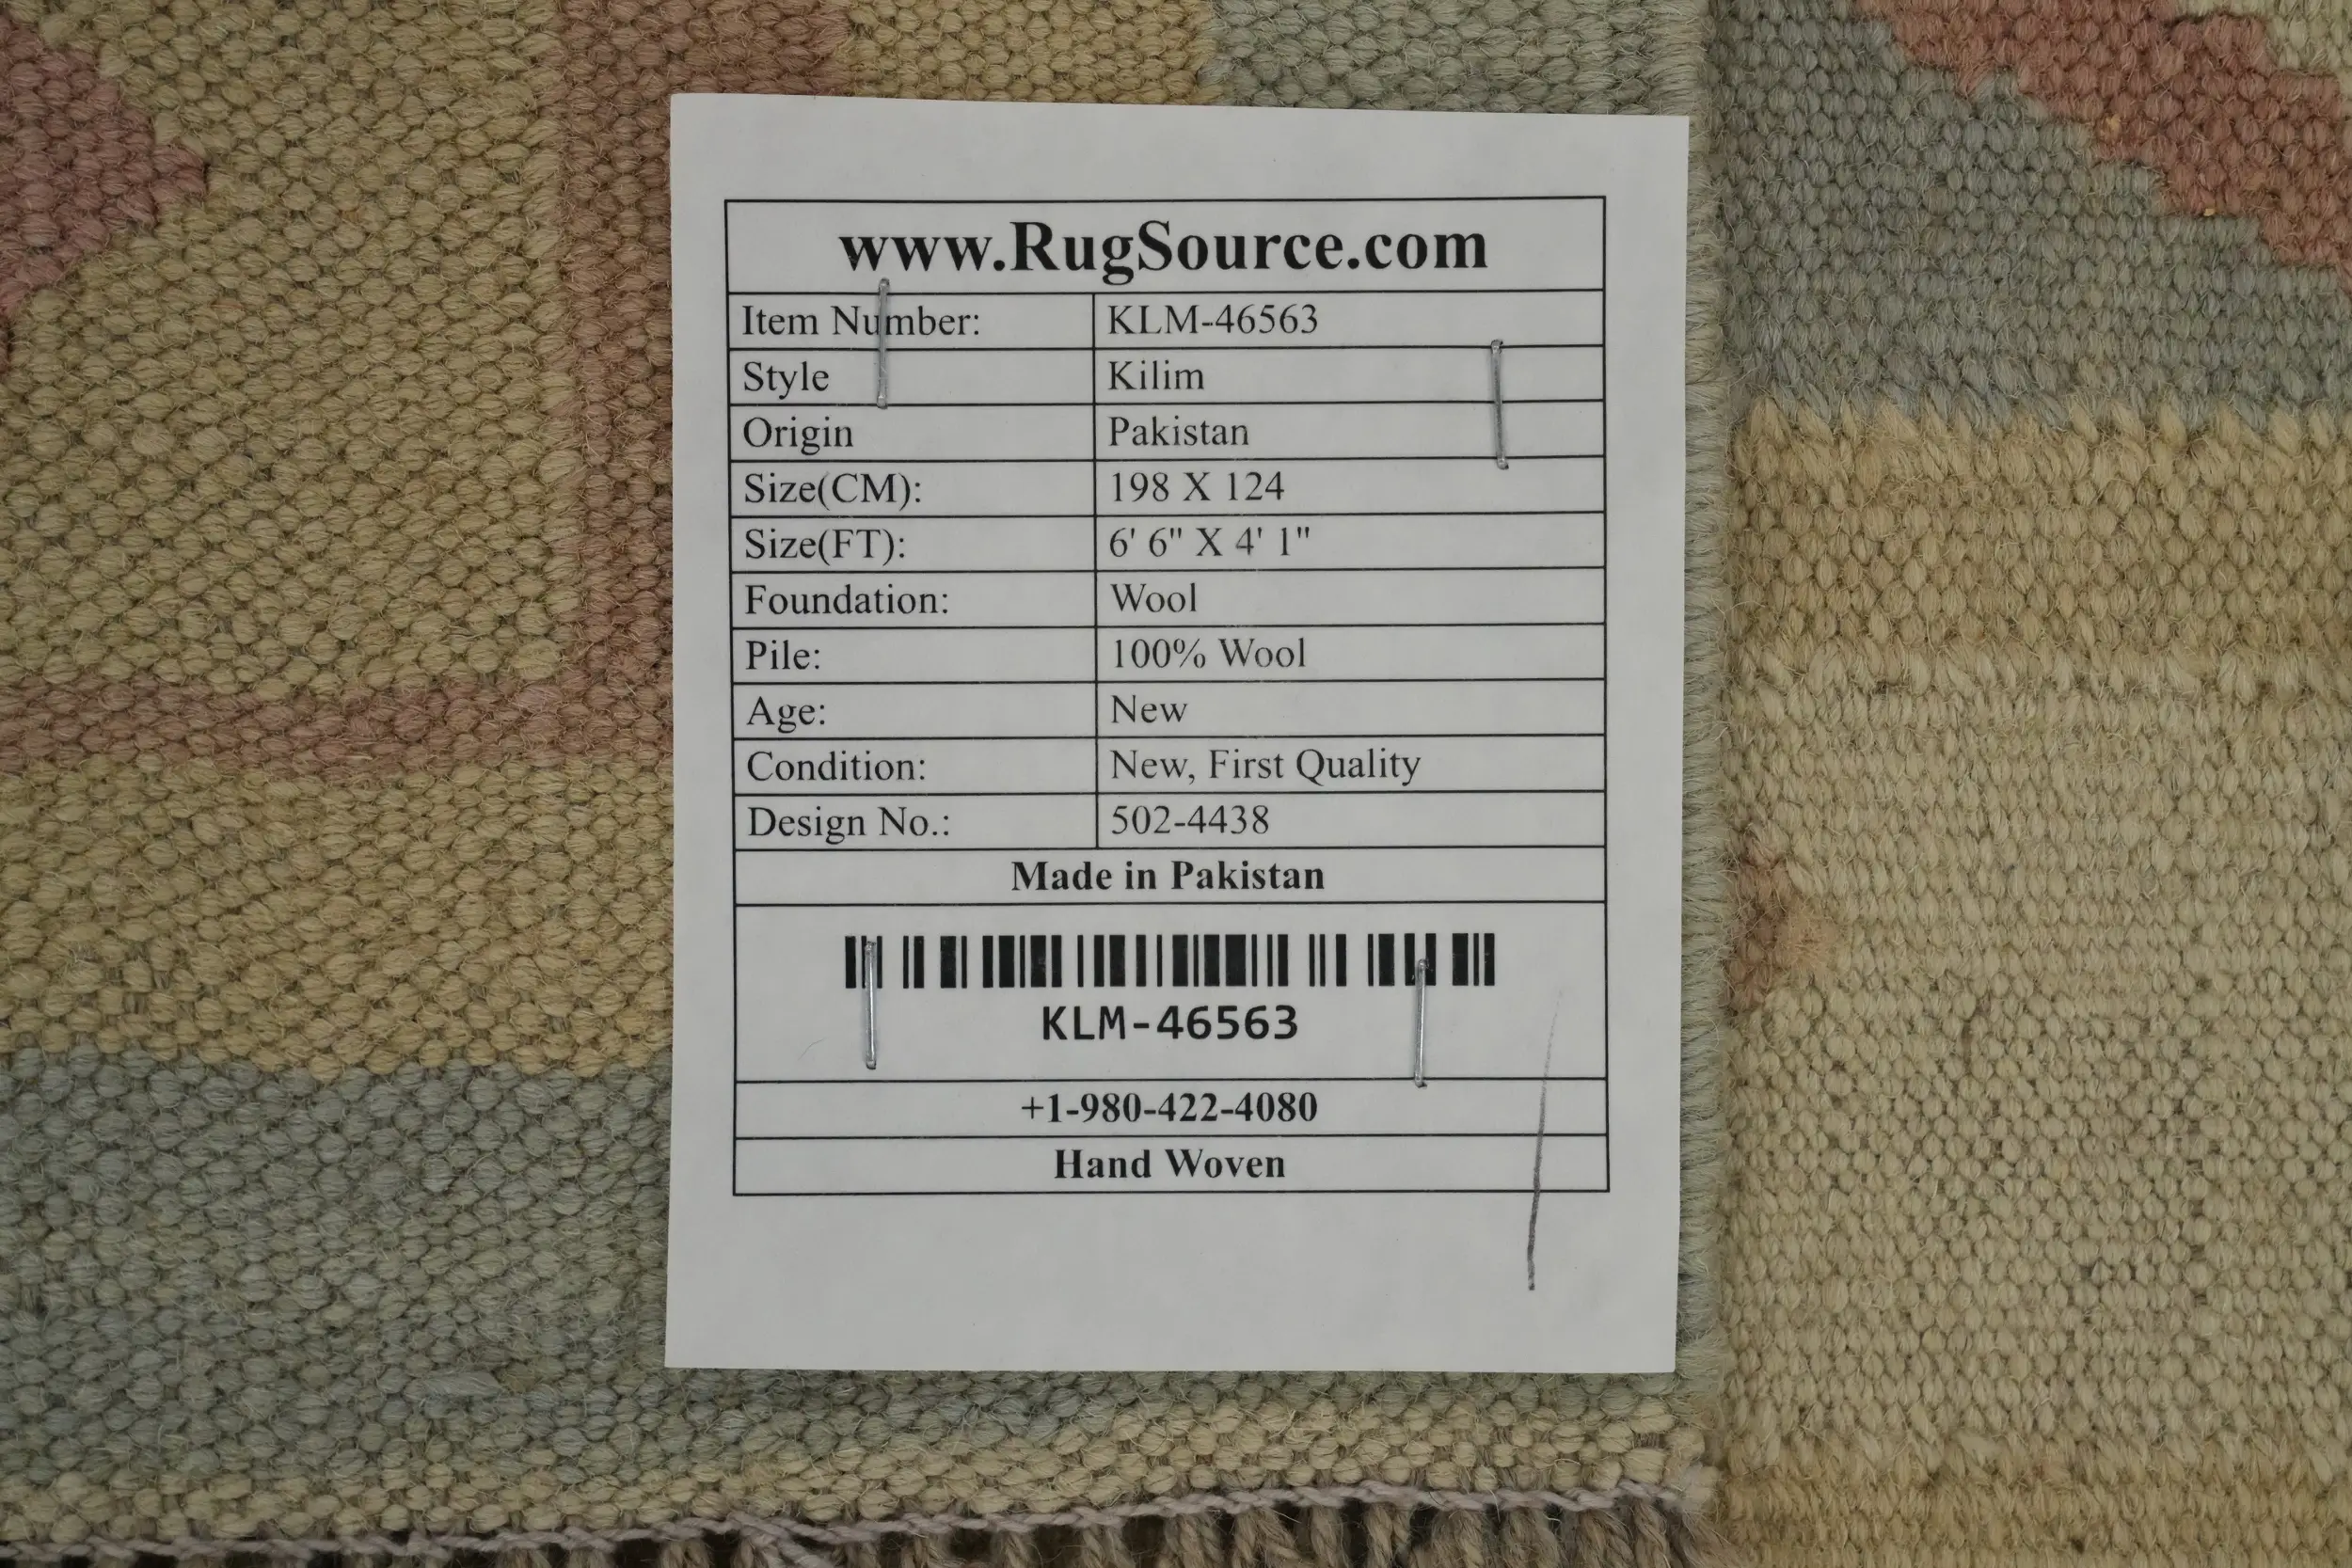 www.RugSource.com
Item Number: KLM-46563
Style Kilim
Origin Pakistan
Size(CM): 198 X 124
Size(FT): 6' 6" X 4' 1"
Foundation: Wool
Pile: 100% Wool
Age: New
Condition: New, First Quality
Design No.: 502-4438
Made in Pakistan
KLM-46563
+1-980-422-4080
Hand Woven